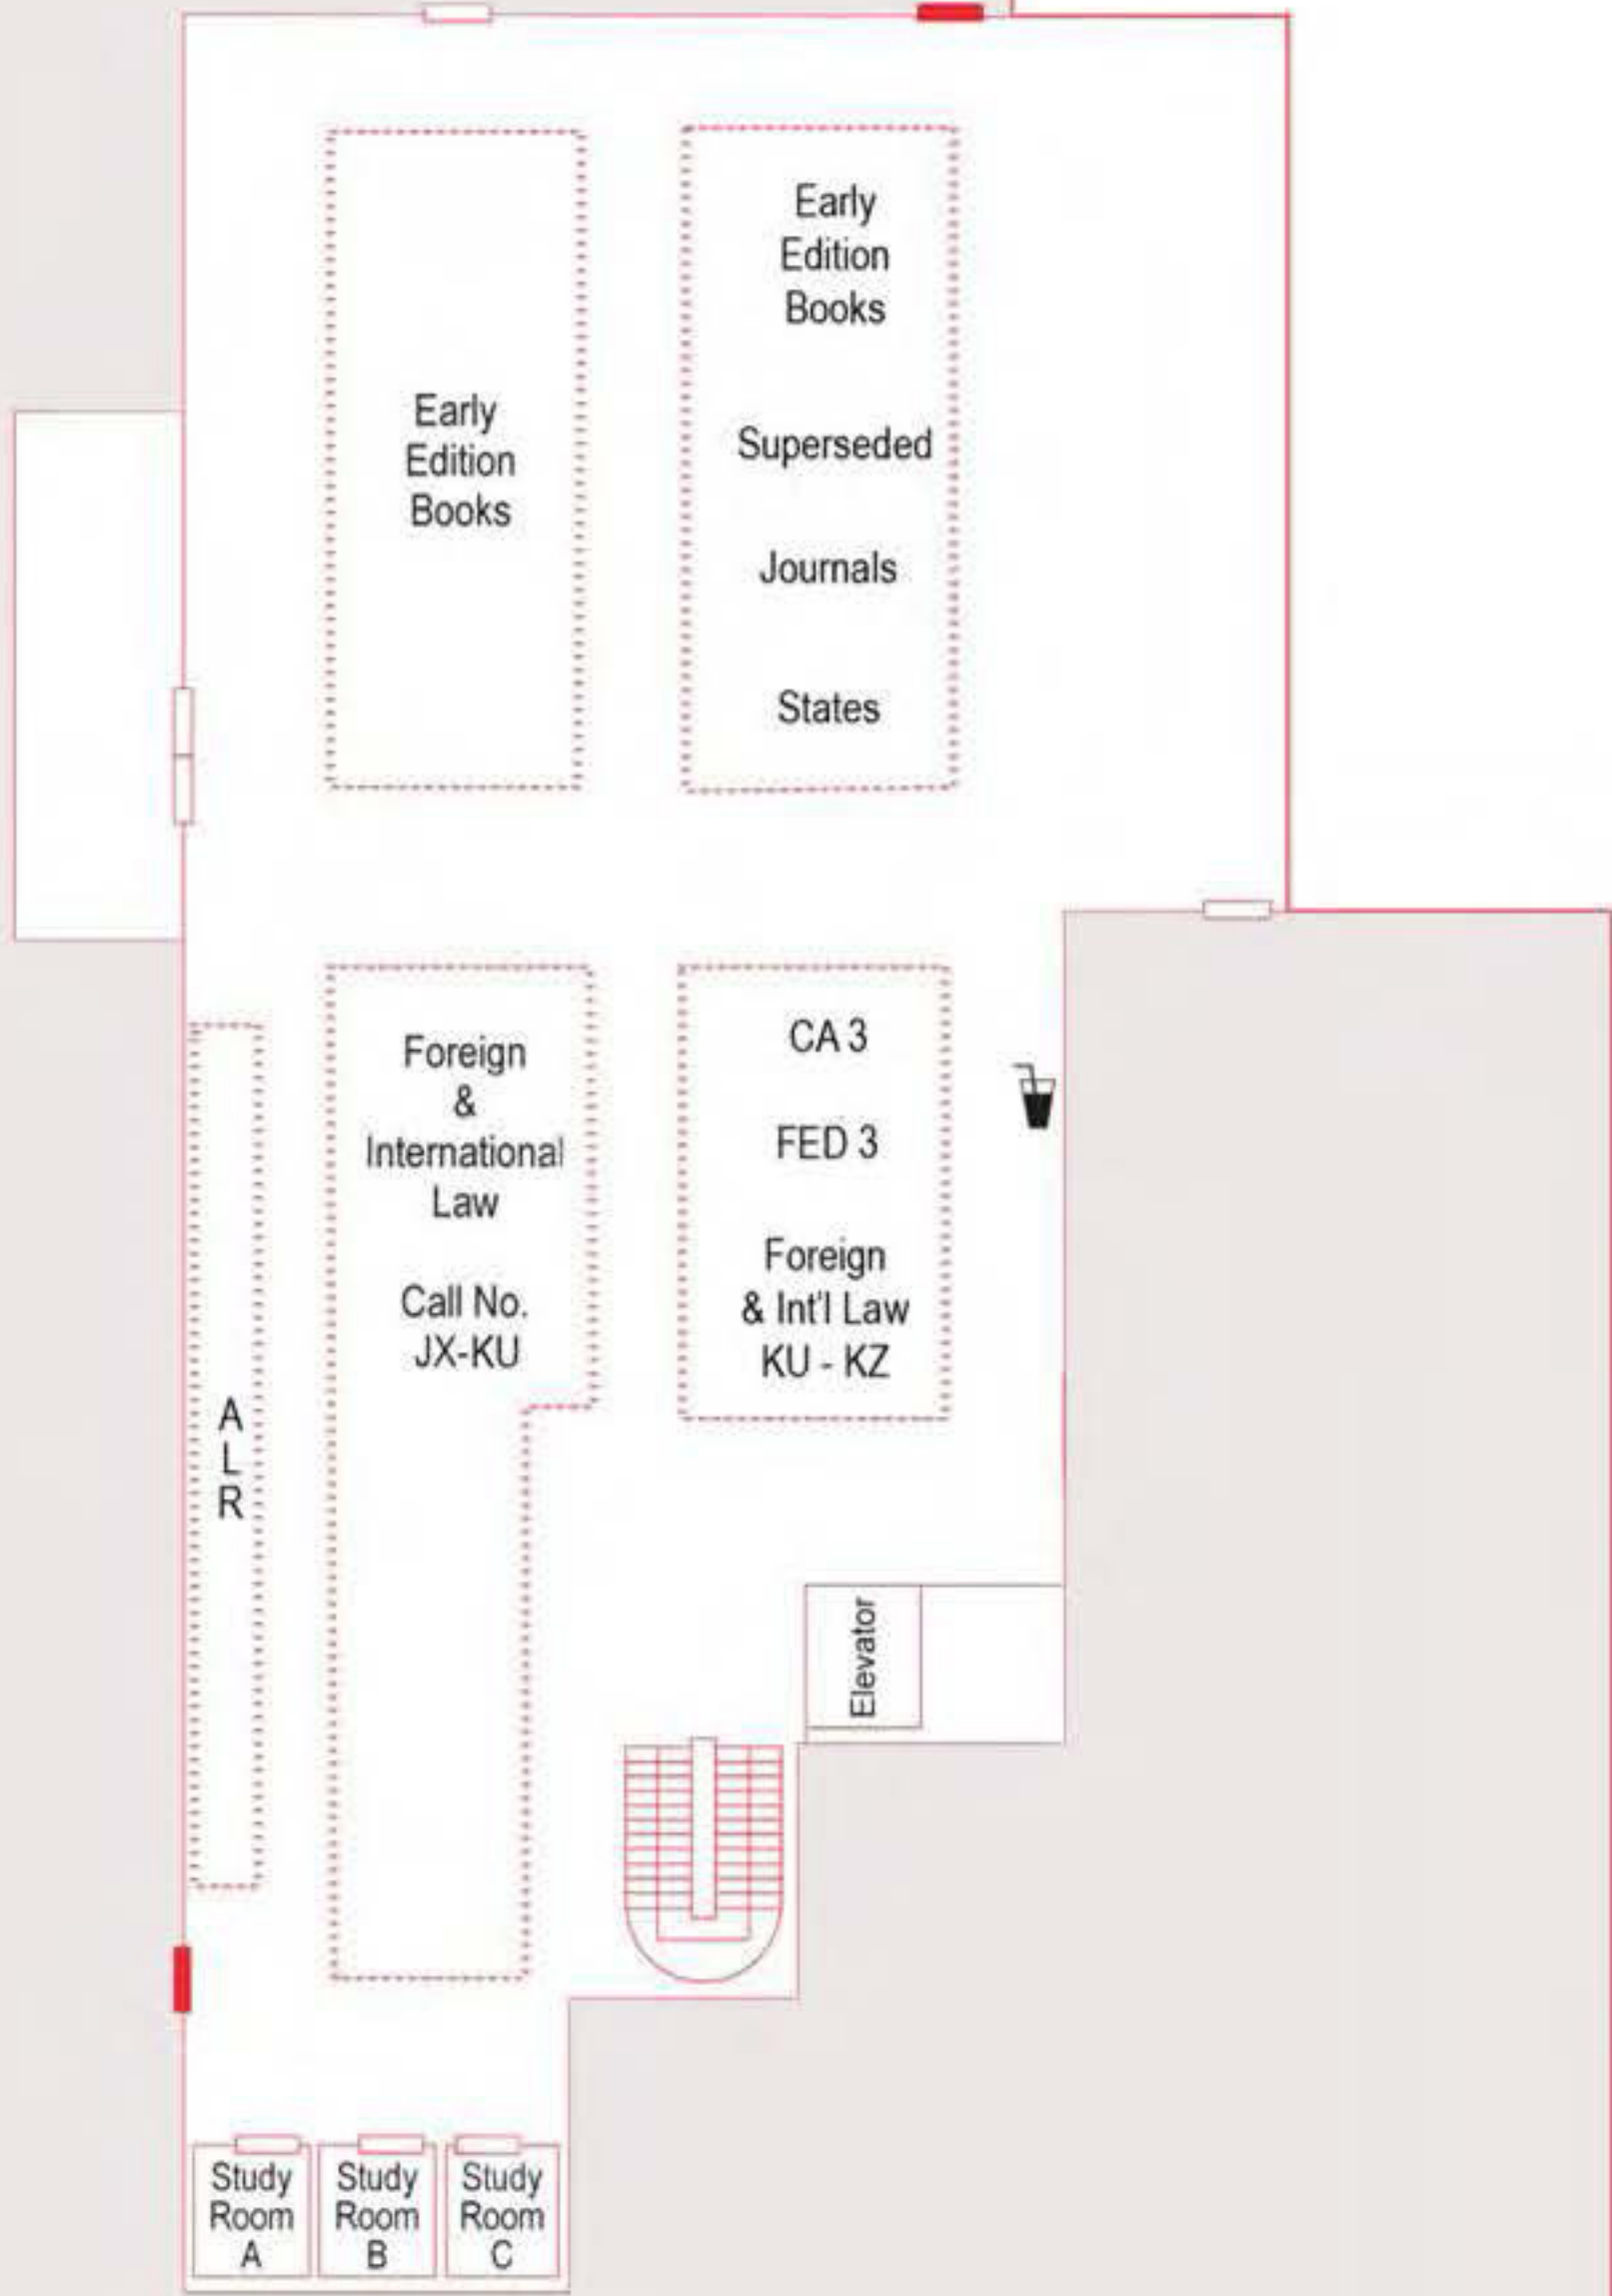 Early
Edition
Books
Early
Edition
Books
Superseded
Journals
States
Foreign
&
International
Law
Call No.
JX-KU
CA 3
FED 3
Foreign
& Int'l Law
KU - KZ
A
L
R
Elevator
Study
Room
A
Study
Room
B
Study
Room
C